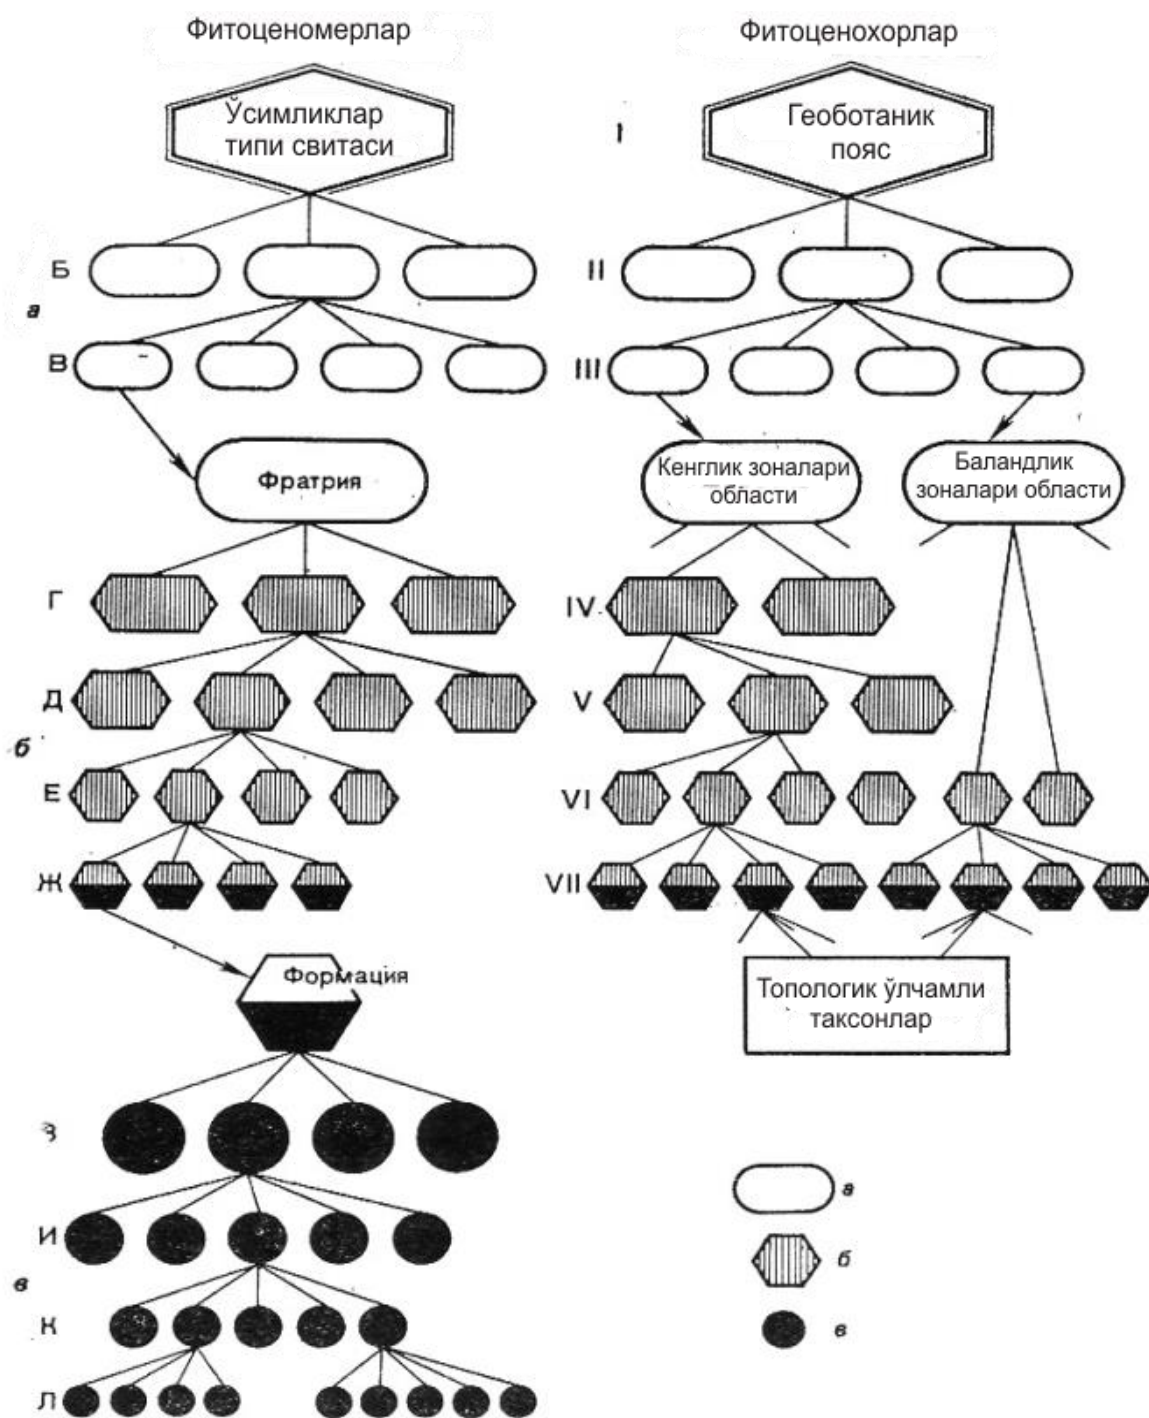 Фитоценомерлар
Фитоценохорлар
Ўсимликлар
типи свитаси
I
Геоботаник
пояс
Б
II
а
В
III
Фратрия
Кенглик зоналари
области
Баландлик
зоналари области
Г
IV
Д
V
б
Е
VI
Ж
VII
Формация
Топологик ўлчамли
таксонлар
З
а
И
б
в
К
в
Л